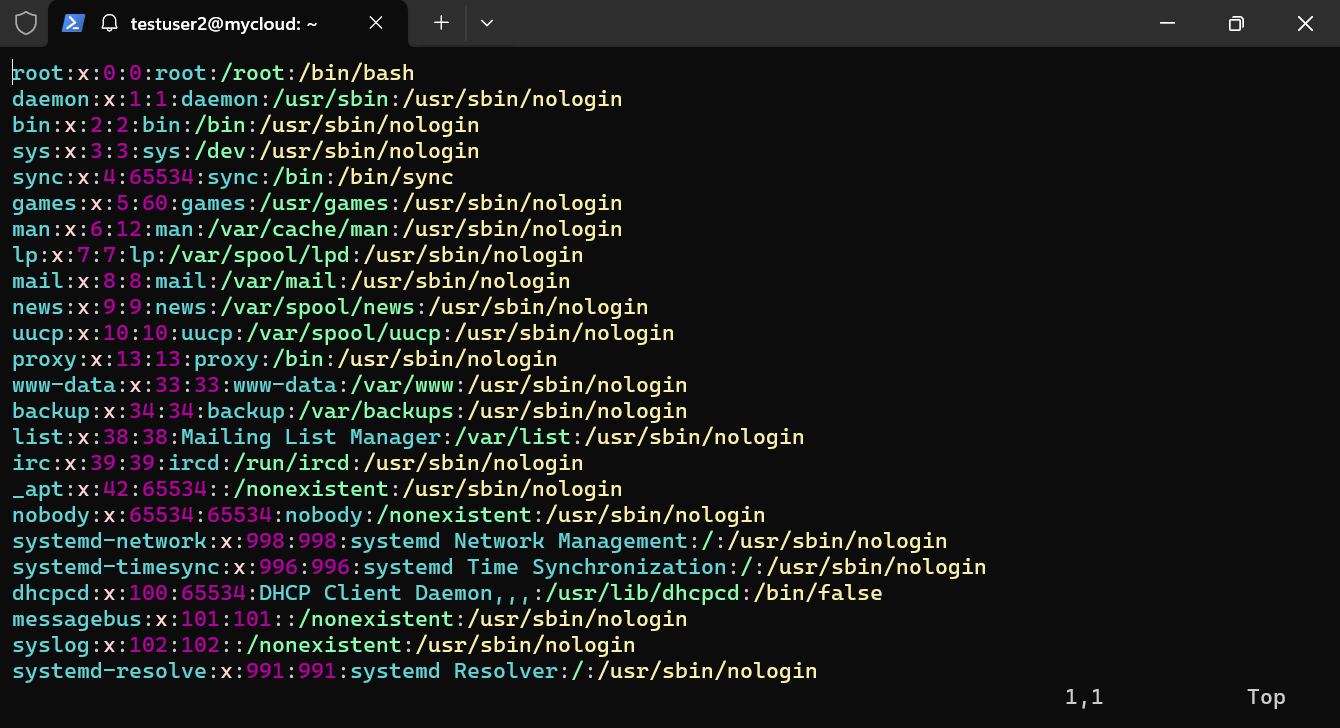 testuser2@mycloud: ~
root:x:0:0:root:/root:/bin/bash
daemon:x:1:1:daemon:/usr/sbin:/usr/sbin/nologin
bin:x:2:2:bin:/bin:/usr/sbin/nologin
sys:x:3:3:sys:/dev:/usr/sbin/nologin
sync:x:4:65534:sync:/bin:/bin/sync
games:x:5:60:games:/usr/games:/usr/sbin/nologin
man:x:6:12:man:/var/cache/man:/usr/sbin/nologin
lp:x:7:7:lp:/var/spool/lpd:/usr/sbin/nologin
mail:x:8:8:mail:/var/mail:/usr/sbin/nologin
news:x:9:9:news:/var/spool/news:/usr/sbin/nologin
uucp:x:10:10:uucp:/var/spool/uucp:/usr/sbin/nologin
proxy:x:13:13:proxy:/bin:/usr/sbin/nologin
www-data:x:33:33:www-data:/var/www:/usr/sbin/nologin
backup:x:34:34:backup:/var/backups:/usr/sbin/nologin
list:x:38:38:Mailing List Manager:/var/list:/usr/sbin/nologin
irc:x:39:39:ircd:/run/ircd:/usr/sbin/nologin
_apt:x:42:65534::/nonexistent:/usr/sbin/nologin
nobody:x:65534:65534:nobody:/nonexistent:/usr/sbin/nologin
systemd-network:x:998:998:systemd Network Management:/:/usr/sbin/nologin
systemd-timesync:x:996:996:systemd Time Synchronization:/:/usr/sbin/nologin
dhcpcd:x:100:65534:DHCP Client Daemon,,,:/usr/lib/dhcpcd:/bin/false
messagebus:x:101:101::/nonexistent:/usr/sbin/nologin
syslog:x:102:102::/nonexistent:/usr/sbin/nologin
systemd-resolve:x:991:991:systemd Resolver:/:/usr/sbin/nologin
1,1 Top